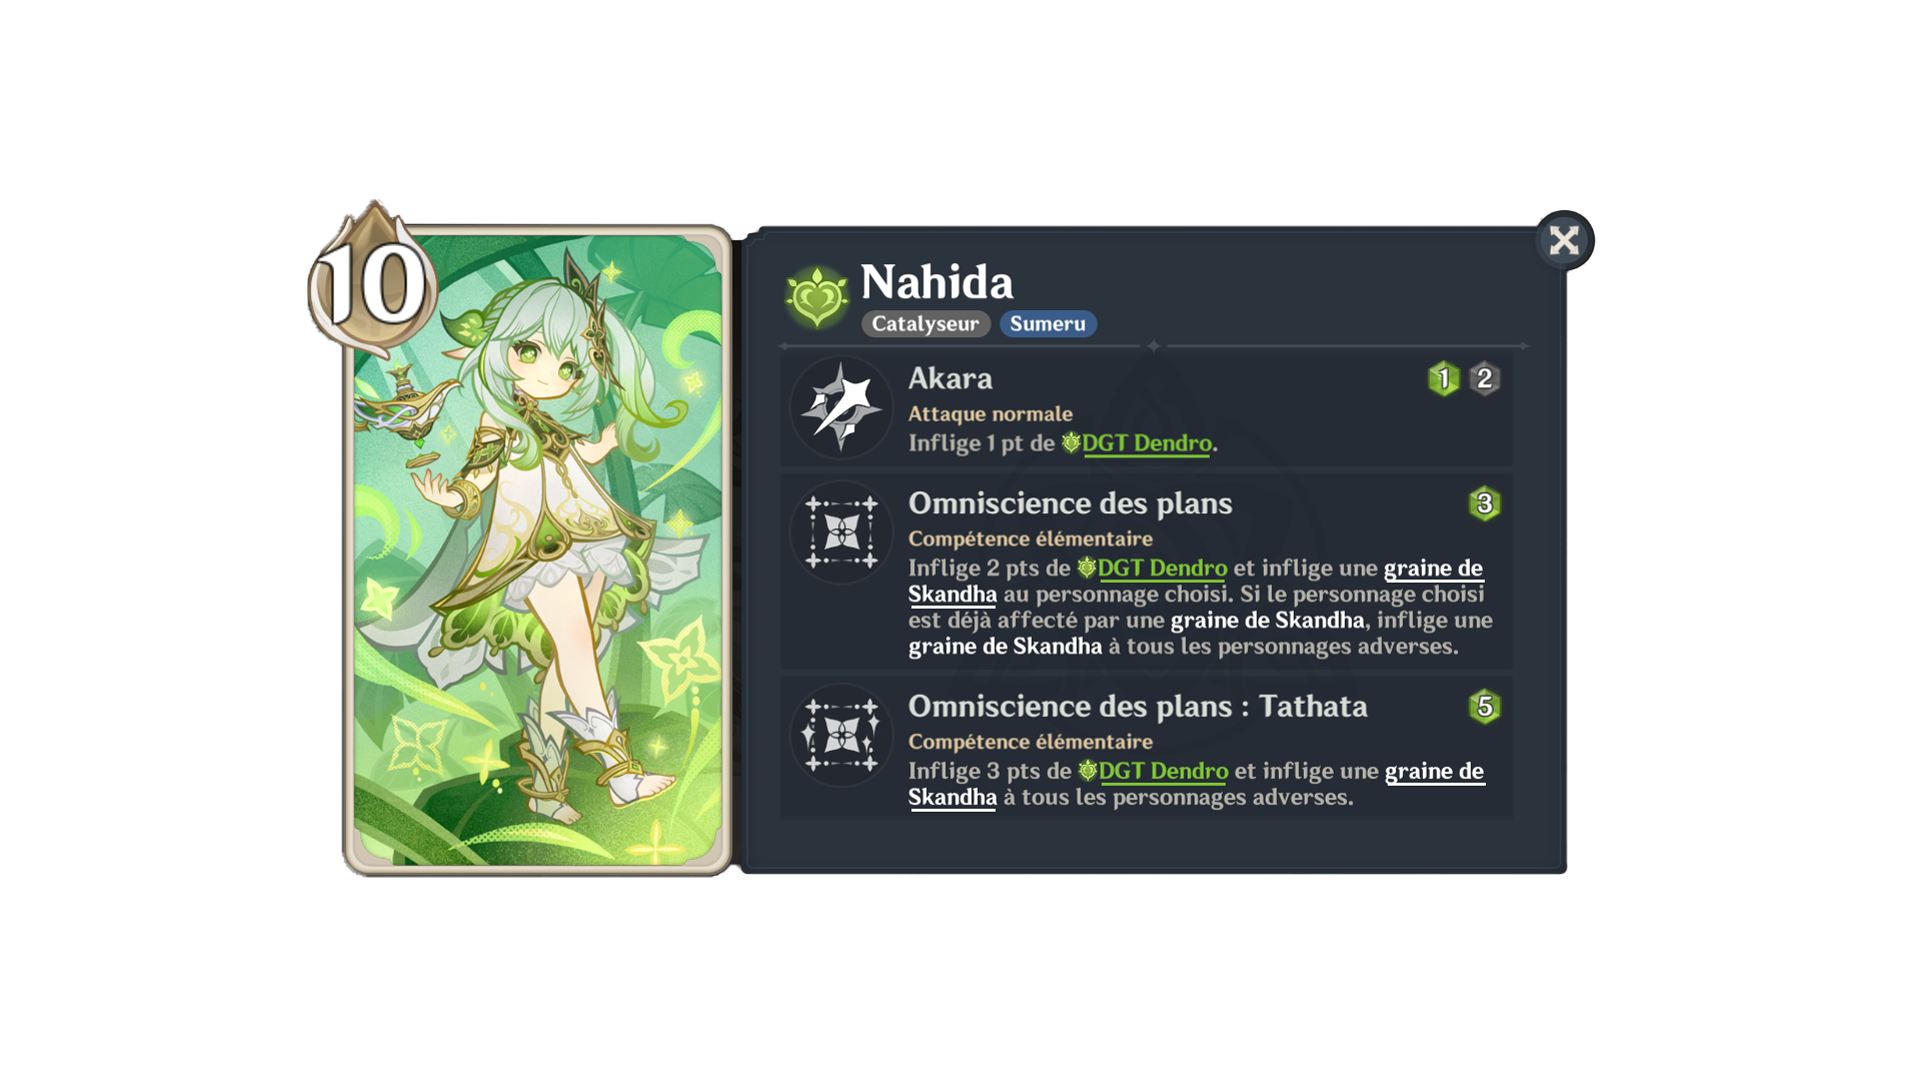 10
Nahida
Catalyseur Sumeru
Akara 1 2
Attaque normale
Inflige 1 pt de DGT Dendro.
Omniscience des plans 3
Compétence élémentaire
Inflige 2 pts de DGT Dendro et inflige une graine de
Skandha au personnage choisi. Si le personnage choisi
est déjà affecté par une graine de Skandha, inflige une
graine de Skandha à tous les personnages adverses.
Omniscience des plans : Tathata 5
Compétence élémentaire
Inflige 3 pts de DGT Dendro et inflige une graine de
Skandha à tous les personnages adverses.